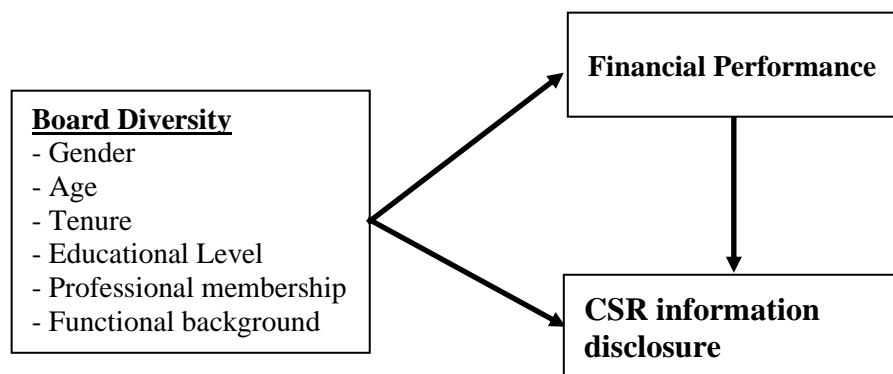 Financial Performance
Board Diversity
- Gender
- Age
- Tenure
- Educational Level
- Professional membership
- Functional background
CSR information
disclosure